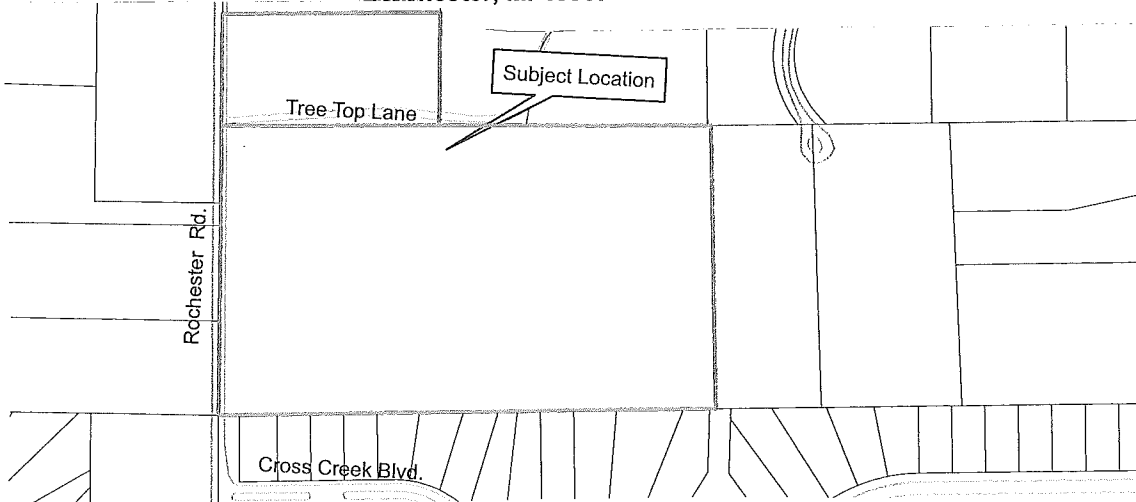 Subject Location
Tree Top Lane
Rochester Rd.
Cross Creek Blvd.